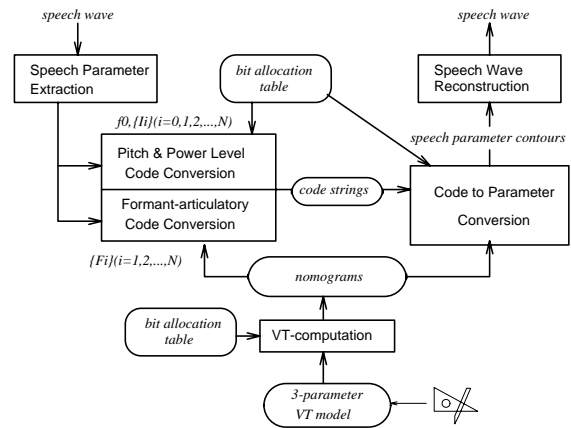 speech wave
speech wave
Speech Parameter
Extraction
bit allocation
table
Speech Wave
Reconstruction
f0,{Ii}(i=0,1,2,...,N)
speech parameter contours
Pitch & Power Level
Code Conversion
code strings
Code to Parameter
Conversion
Formant-articulatory
Code Conversion
{Fi}(i=1,2,...,N)
nomograms
bit allocation
table
VT-computation
3-parameter
VT model